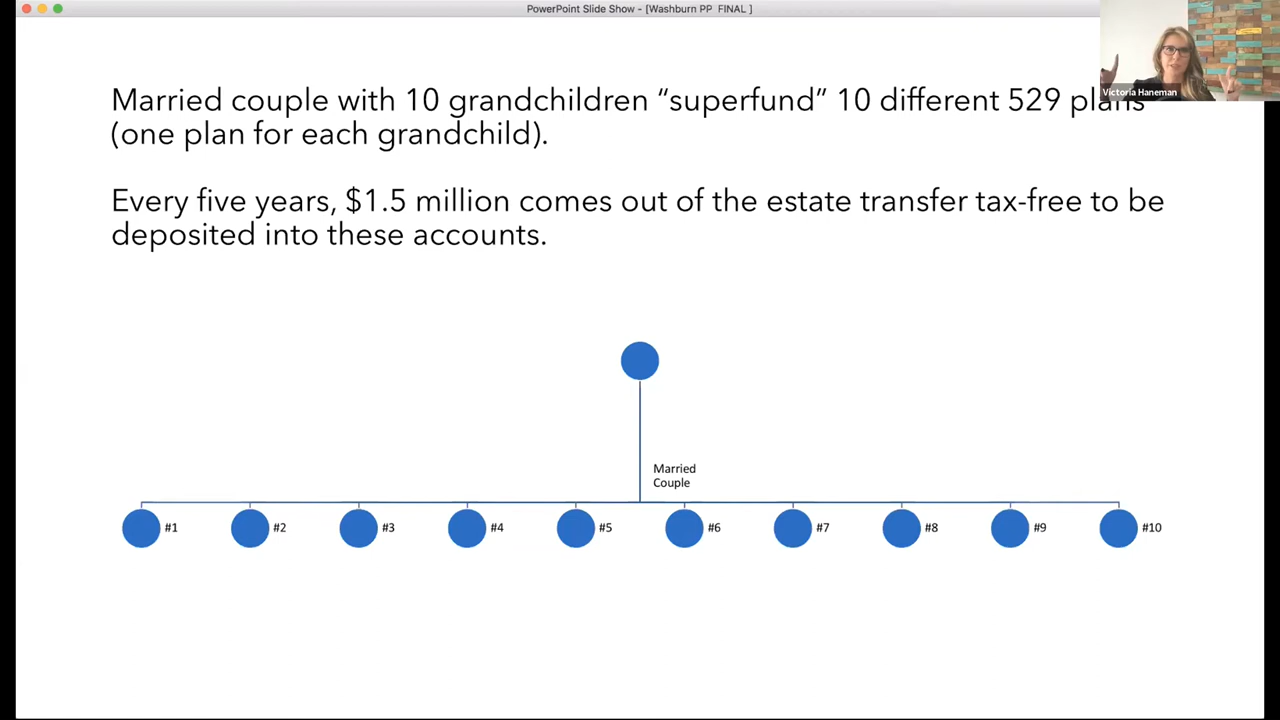 PowerPoint Slide Show - [Washburn PP FINAL ]
Victoria Haneman
Married couple with 10 grandchildren “superfund” 10 different 529 plans
(one plan for each grandchild).
Every five years, $1.5 million comes out of the estate transfer tax-free to be
deposited into these accounts.
Married
Couple
#1 #2 #3 #4 #5 #6 #7 #8 #9 #10